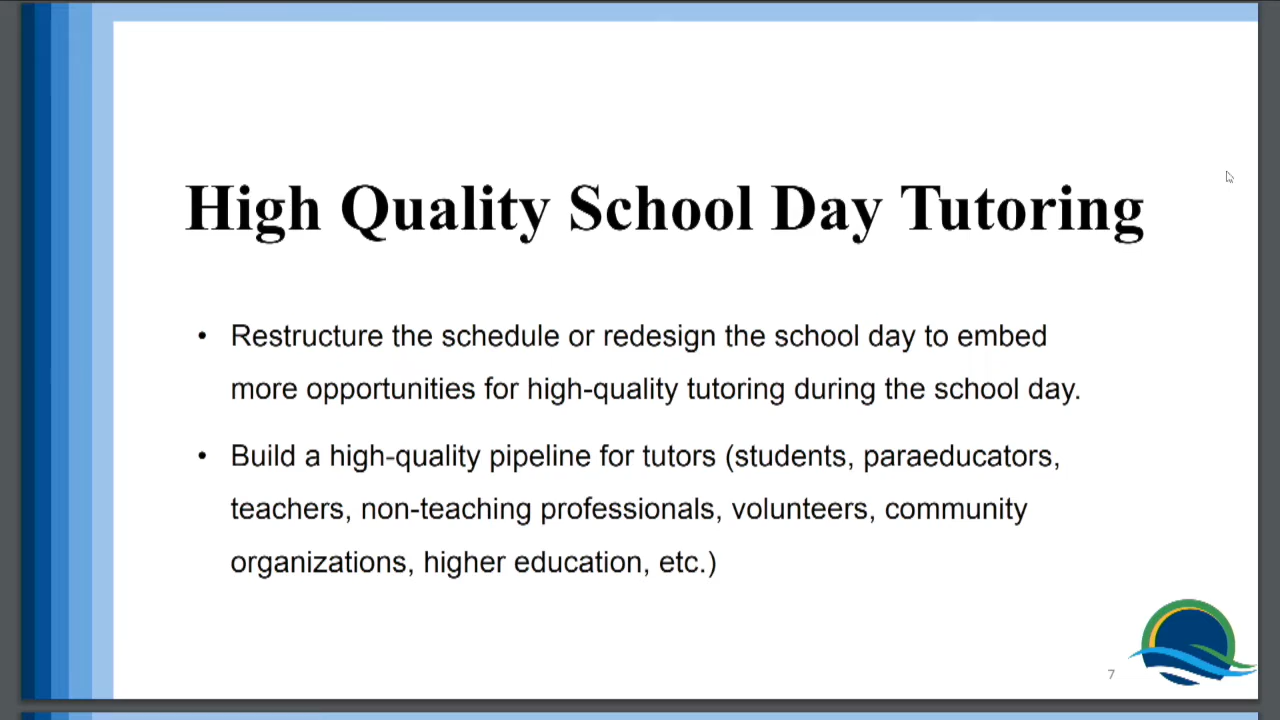 High Quality School Day Tutoring
• Restructure the schedule or redesign the school day to embed
more opportunities for high-quality tutoring during the school day.
• Build a high-quality pipeline for tutors (students, paraeducators,
teachers, non-teaching professionals, volunteers, community
organizations, higher education, etc.)
7